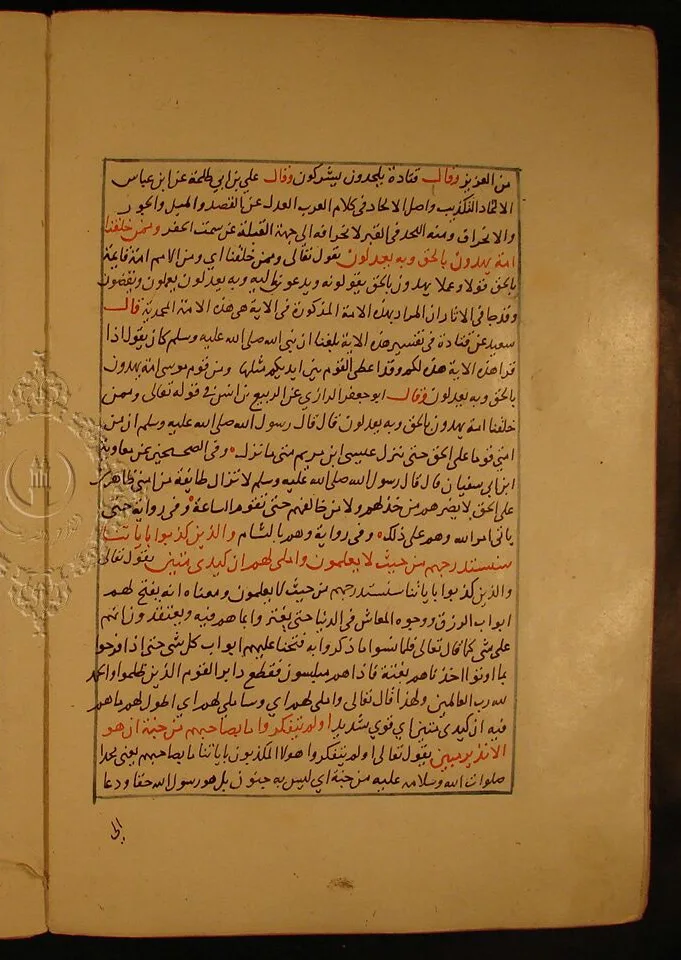 من العزيز وقال قتادة يلحدون يشركون وقال علي بن ابي طلحة عن ابن عباس
الالحاد التكذيب واصل الالحاد في كلام العرب العدل عن القصد والميل والجور
والانحراف ومنه اللحد في القبر لانحرافه الى جهة القبلة عن سمت الحفر وممن خلقنا
امة يهدون بالحق وبه يعدلون يقول تعالى وممن خلقنا اي ومن الامم امة قايمة
بالحق قولا وعملا يهدون بالحق يقولونه ويدعون اليه وبه يعدلون يعملون ويقضون
وقد جا في الاثار ان المراد بهذه الامة المذكورة في الاية هي هذه الامة المحمدية قال
سعيد عن قتادة في تفسير هذه الاية بلغنا ان نبي الله صلى الله عليه وسلم كان يقول اذا
قرا هذه الاية هذه لكم وقد اعطي القوم بين ايديكم مثلها ومن قوم موسى امة يهدون
بالحق وبه يعدلون وقال ابو جعفر الرازي عن الربيع بن انس في قوله تعالى وممن
خلقنا امة يهدون بالحق وبه يعدلون قال قال رسول الله صلى الله عليه وسلم ان من
امتي قوما على الحق حتى ينزل عيسى ابن مريم متى ما نزل وفي الصحيحين عن معاوية
ابن ابي سفيان قال قال رسول الله صلى الله عليه وسلم لا تزال طايفة من امتي ظاهرين
على الحق لا يضرهم من خذلهم ولا من خالفهم حتى تقوم الساعة وفي رواية حتى
ياتي امر الله وهم على ذلك وفي رواية وهم بالشام والذين كذبوا باياتنا
سنستدرجهم من حيث لا يعلمون واملي لهم ان كيدي متين يقول تعالى
والذين كذبوا باياتنا سنستدرجهم من حيث لا يعلمون ومعناه انه يفتح لهم
ابواب الرزق ووجوه المعاش في الدنيا حتى يغتروا بما هم فيه ويعتقدون انهم
على شي كما قال تعالى فلما نسوا ما ذكروا به فتحنا عليهم ابواب كل شي حتى اذا فرحوا
بما اوتوا اخذناهم بغتة فاذا هم مبلسون فقطع دابر القوم الذين ظلموا والحمد
لله رب العالمين ولهذا قال تعالى واملي لهم اي وساملي لهم اي اطول لهم ما هم
فيه ان كيدي متين اي قوي شديد اولم يتفكروا ما بصاحبهم من جنة ان هو
الا نذير مبين يقول تعالى اولم يتفكروا هولا المكذبون باياتنا ما بصاحبهم يعني محمدا
صلوات الله وسلامه عليه من جنة اي ليس به جنون بل هو رسول الله حقا ودعا
الى